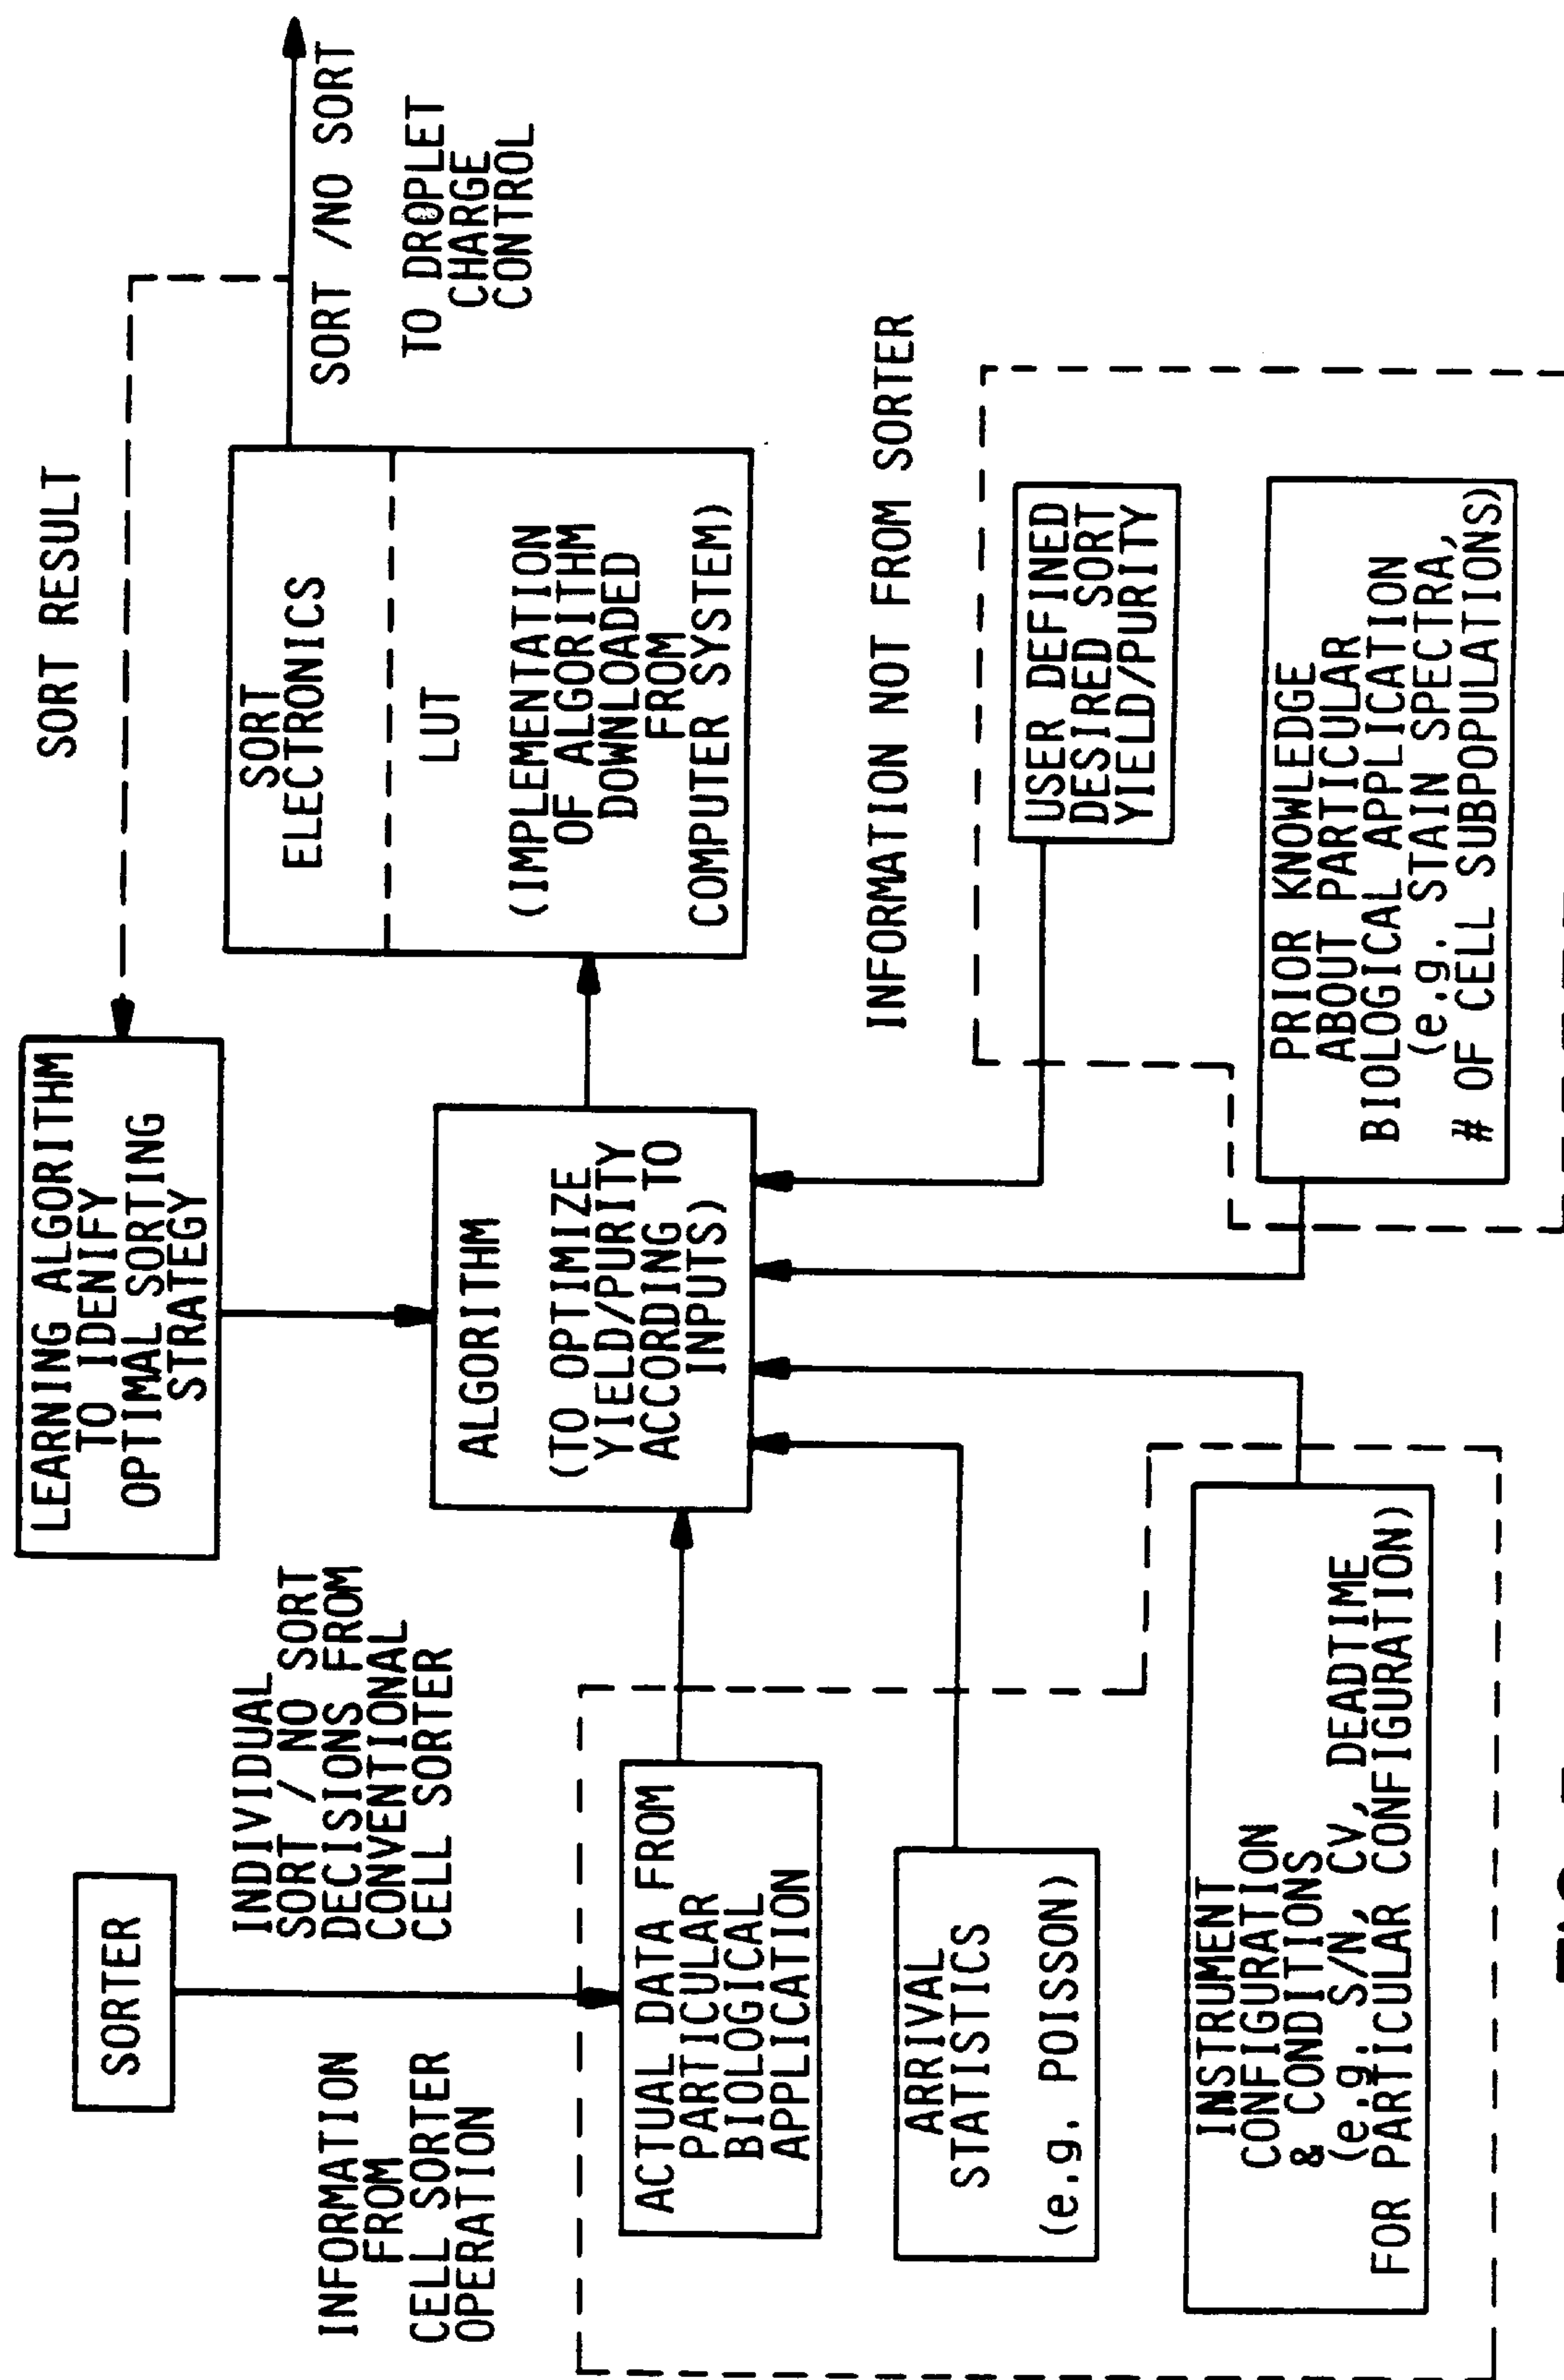 SORTER
INFORMATION
FROM
CELL SORTER
OPERATION
INDIVIDUAL
SORT / NO SORT
DECISIONS FROM
CONVENTIONAL
CELL SORTER
ACTUAL DATA FROM
PARTICULAR
BIOLOGICAL
APPLICATION
ARRIVAL
STATISTICS
(e.g. POISSON)
INSTRUMENT
CONFIGURATION
& CONDITIONS
(e.g. S/N, CV, DEADTIME
FOR PARTICULAR CONFIGURATION)
LEARNING ALGORITHM
TO IDENIFY
OPTIMAL SORTING
STRATEGY
ALGORITHM
(TO OPTIMIZE
YIELD/PURITY
ACCORDING TO
INPUTS)
SORT RESULT
SORT
ELECTRONICS
LUT
(IMPLEMENTATION
OF ALGORITHM
DOWNLOADED
FROM
COMPUTER SYSTEM)
SORT /NO SORT
TO DROPLET
CHARGE
CONTROL
INFORMATION NOT FROM SORTER
USER DEFINED
DESIRED SORT
YIELD/PURITY
PRIOR KNOWLEDGE
ABOUT PARTICULAR
BIOLOGICAL APPLICATION
(e.g. STAIN SPECTRA,
# OF CELL SUBPOPULATIONS)